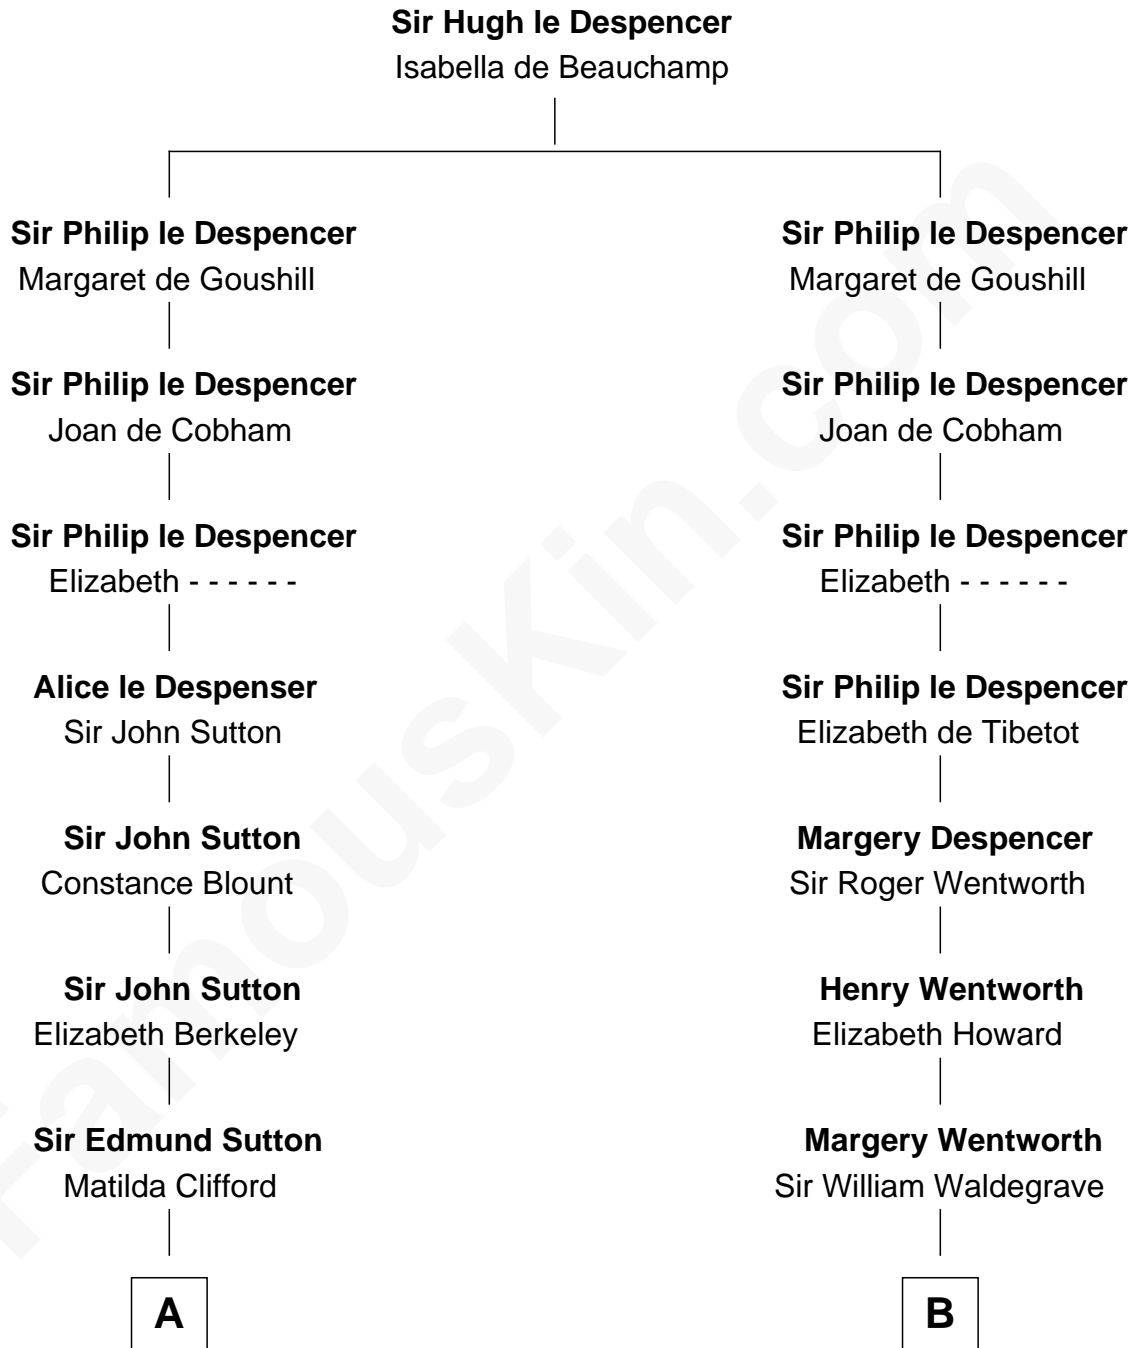 Sir Hugh le Despencer
Isabella de Beauchamp
Sir Philip le Despencer
Margaret de Goushill
Sir Philip le Despencer
Margaret de Goushill
Sir Philip le Despencer
Joan de Cobham
Sir Philip le Despencer
Joan de Cobham
Sir Philip le Despencer
Elizabeth - - - - - -
Sir Philip le Despencer
Elizabeth - - - - - -
Alice le Despenser
Sir John Sutton
Sir Philip le Despencer
Elizabeth de Tibetot
Sir John Sutton
Constance Blount
Margery Despencer
Sir Roger Wentworth
Sir John Sutton
Elizabeth Berkeley
Henry Wentworth
Elizabeth Howard
Sir Edmund Sutton
Matilda Clifford
Margery Wentworth
Sir William Waldegrave
A
B
FamousKin.com